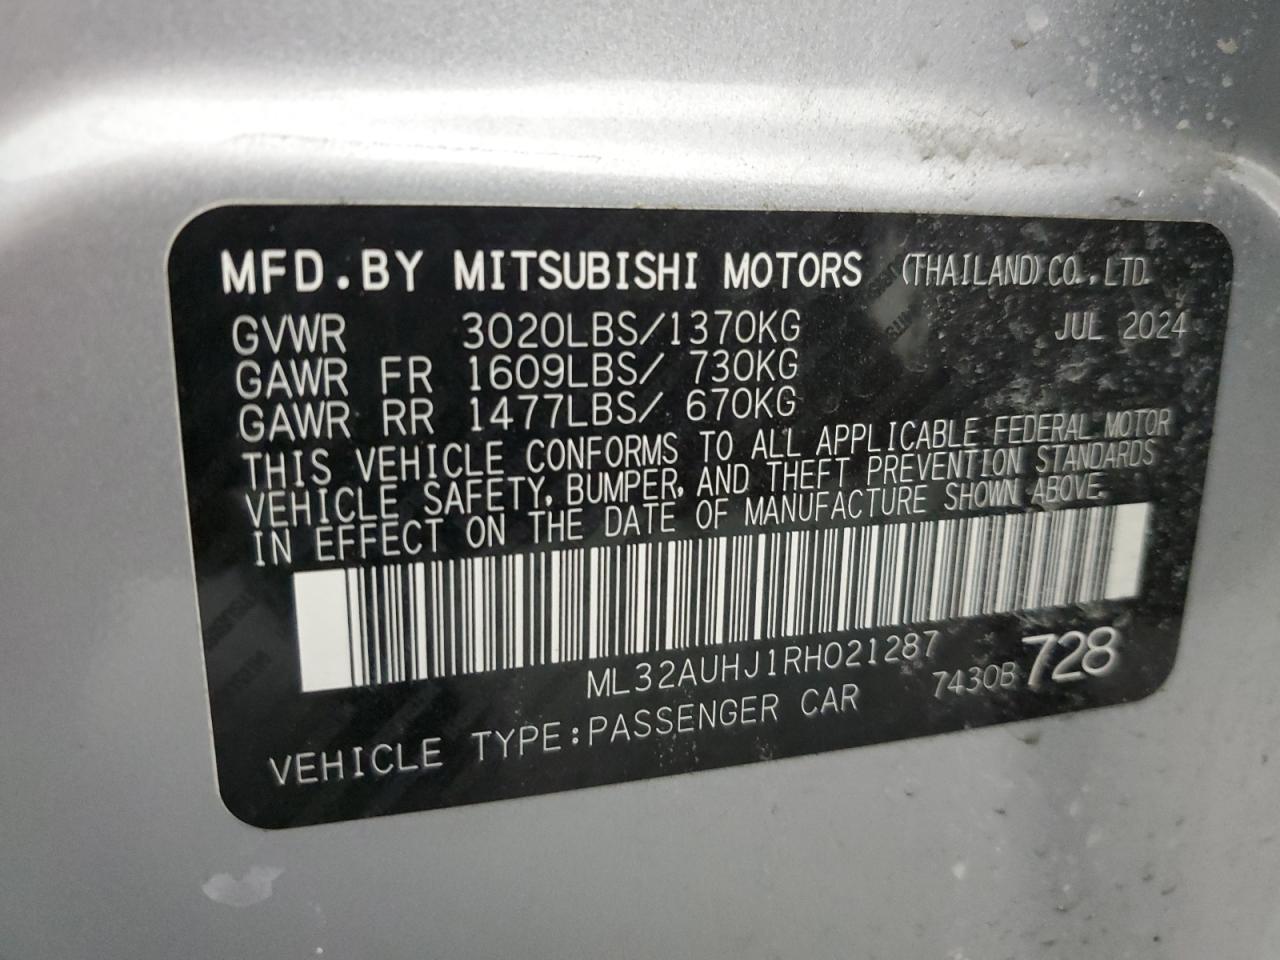 MFD.BY MITSUBISHI MOTORS (THAILAND) CO., LTD.
GVWR 3020LBS/1370KG JUL 2024
GAWR FR 1609LBS/ 730KG
GAWR RR 1477LBS/ 670KG
THIS VEHICLE CONFORMS TO ALL APPLICABLE FEDERAL MOTOR
VEHICLE SAFETY, BUMPER, AND THEFT PREVENTION STANDARDS
IN EFFECT ON THE DATE OF MANUFACTURE SHOWN ABOVE.
ML32AUHJ1RH021287 7430B 728
VEHICLE TYPE:PASSENGER CAR